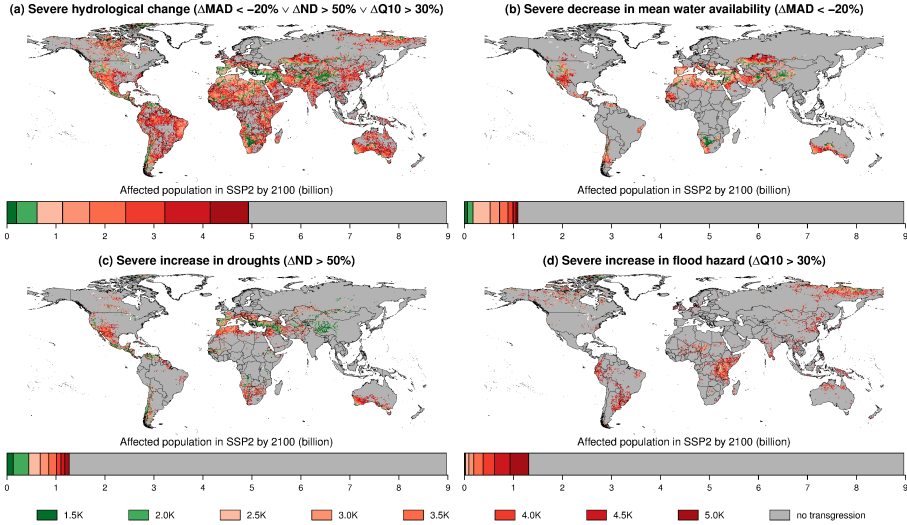 (a) Severe hydrological change (ΔMAD < −20% ∨ ΔND > 50% ∨ ΔQ10 > 30%)
(b) Severe decrease in mean water availability (ΔMAD < −20%)
Affected population in SSP2 by 2100 (billion)
Affected population in SSP2 by 2100 (billion)
0 1 2 3 4 5 6 7 8 9
0 1 2 3 4 5 6 7 8 9
(c) Severe increase in droughts (ΔND > 50%)
(d) Severe increase in flood hazard (ΔQ10 > 30%)
Affected population in SSP2 by 2100 (billion)
Affected population in SSP2 by 2100 (billion)
0 1 2 3 4 5 6 7 8 9
0 1 2 3 4 5 6 7 8 9
1.5K 2.0K 2.5K 3.0K 3.5K 4.0K 4.5K 5.0K no transgression